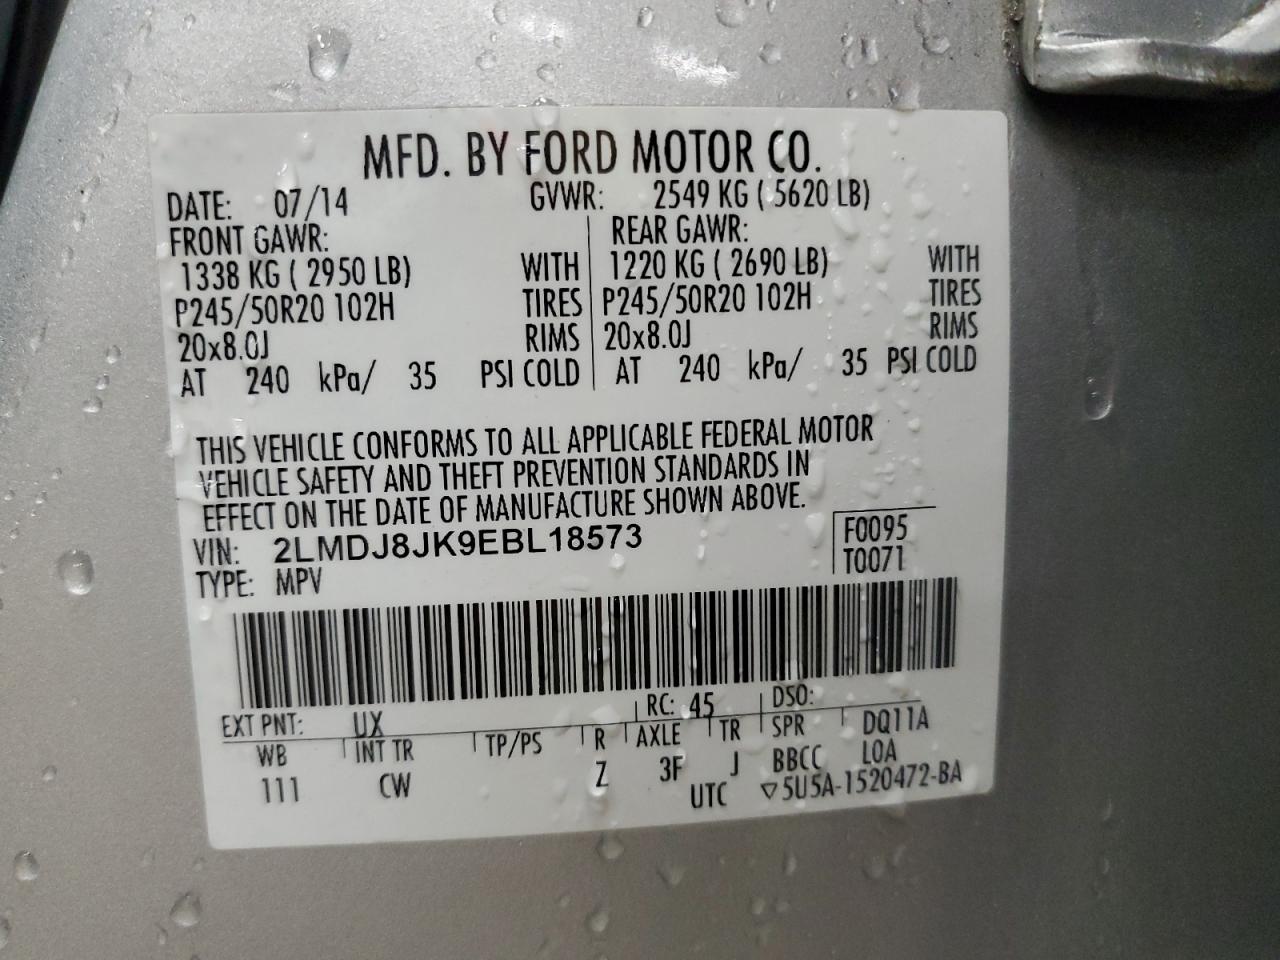 MFD. BY FORD MOTOR CO.
DATE: 07/14 GVWR: 2549 KG ( 5620 LB)
FRONT GAWR: REAR GAWR:
1338 KG ( 2950 LB) WITH 1220 KG ( 2690 LB) WITH
P245/50R20 102H TIRES P245/50R20 102H TIRES
20x8.0J RIMS 20x8.0J RIMS
AT 240 kPa/ 35 PSI COLD AT 240 kPa/ 35 PSI COLD
THIS VEHICLE CONFORMS TO ALL APPLICABLE FEDERAL MOTOR
VEHICLE SAFETY AND THEFT PREVENTION STANDARDS IN
EFFECT ON THE DATE OF MANUFACTURE SHOWN ABOVE.
VIN: 2LMDJ8JK9EBL18573 F0095
TYPE: MPV T0071
EXT PNT: UX RC: 45 DSO:
WB INT TR TP/PS R AXLE TR SPR DQ11A
111 CW Z 3F J BBCC LOA
UTC ▽5U5A-1520472-BA